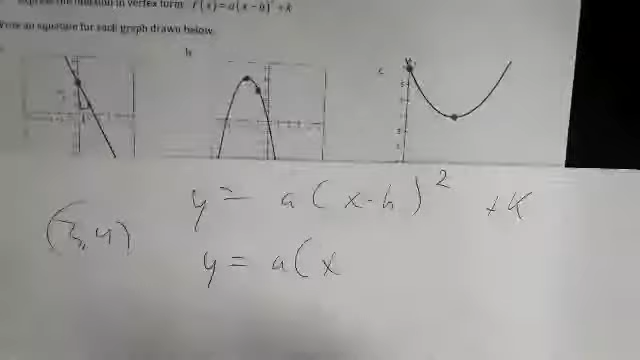 express the function in vertex form f(x)=a(x-h)²+k
Write an equation for each graph drawn below.
b.
c.
y = a(x-h)² +k
(3,4)
y = a(x